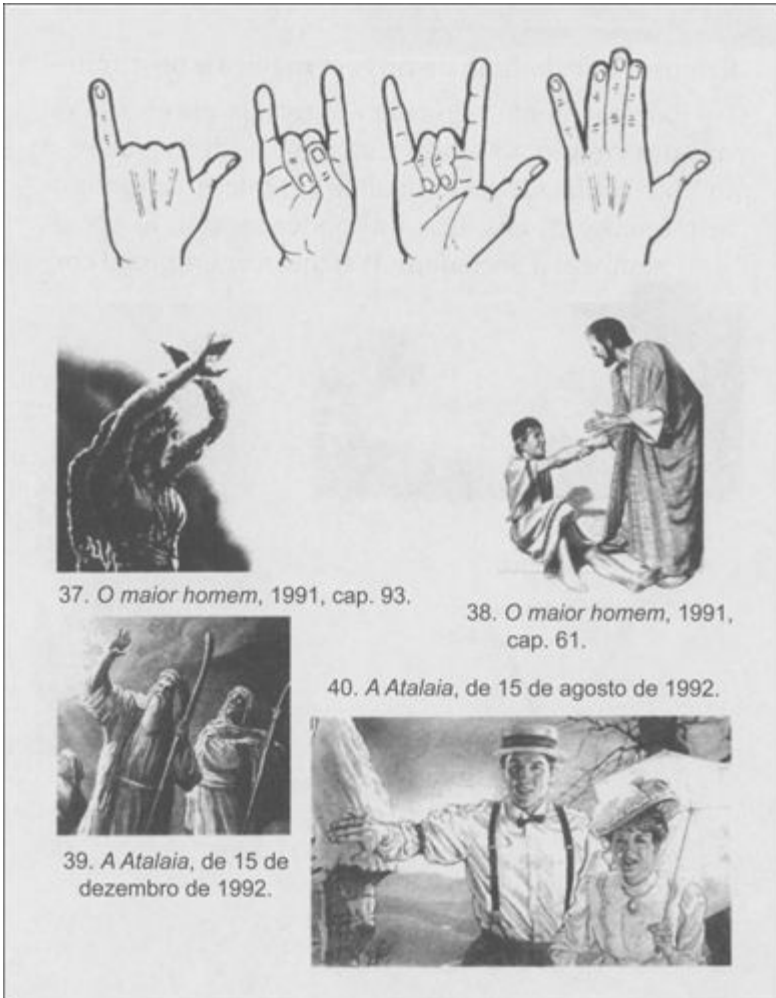 37. O maior homem, 1991, cap. 93.
38. O maior homem, 1991,
cap. 61.
40. A Atalaia, de 15 de agosto de 1992.
39. A Atalaia, de 15 de
dezembro de 1992.